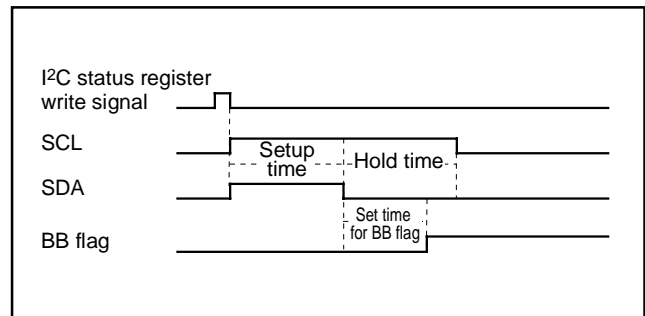 I2C status register
write signal
SCL
Setup
time
Hold time
SDA
Set time
for BB flag
BB flag